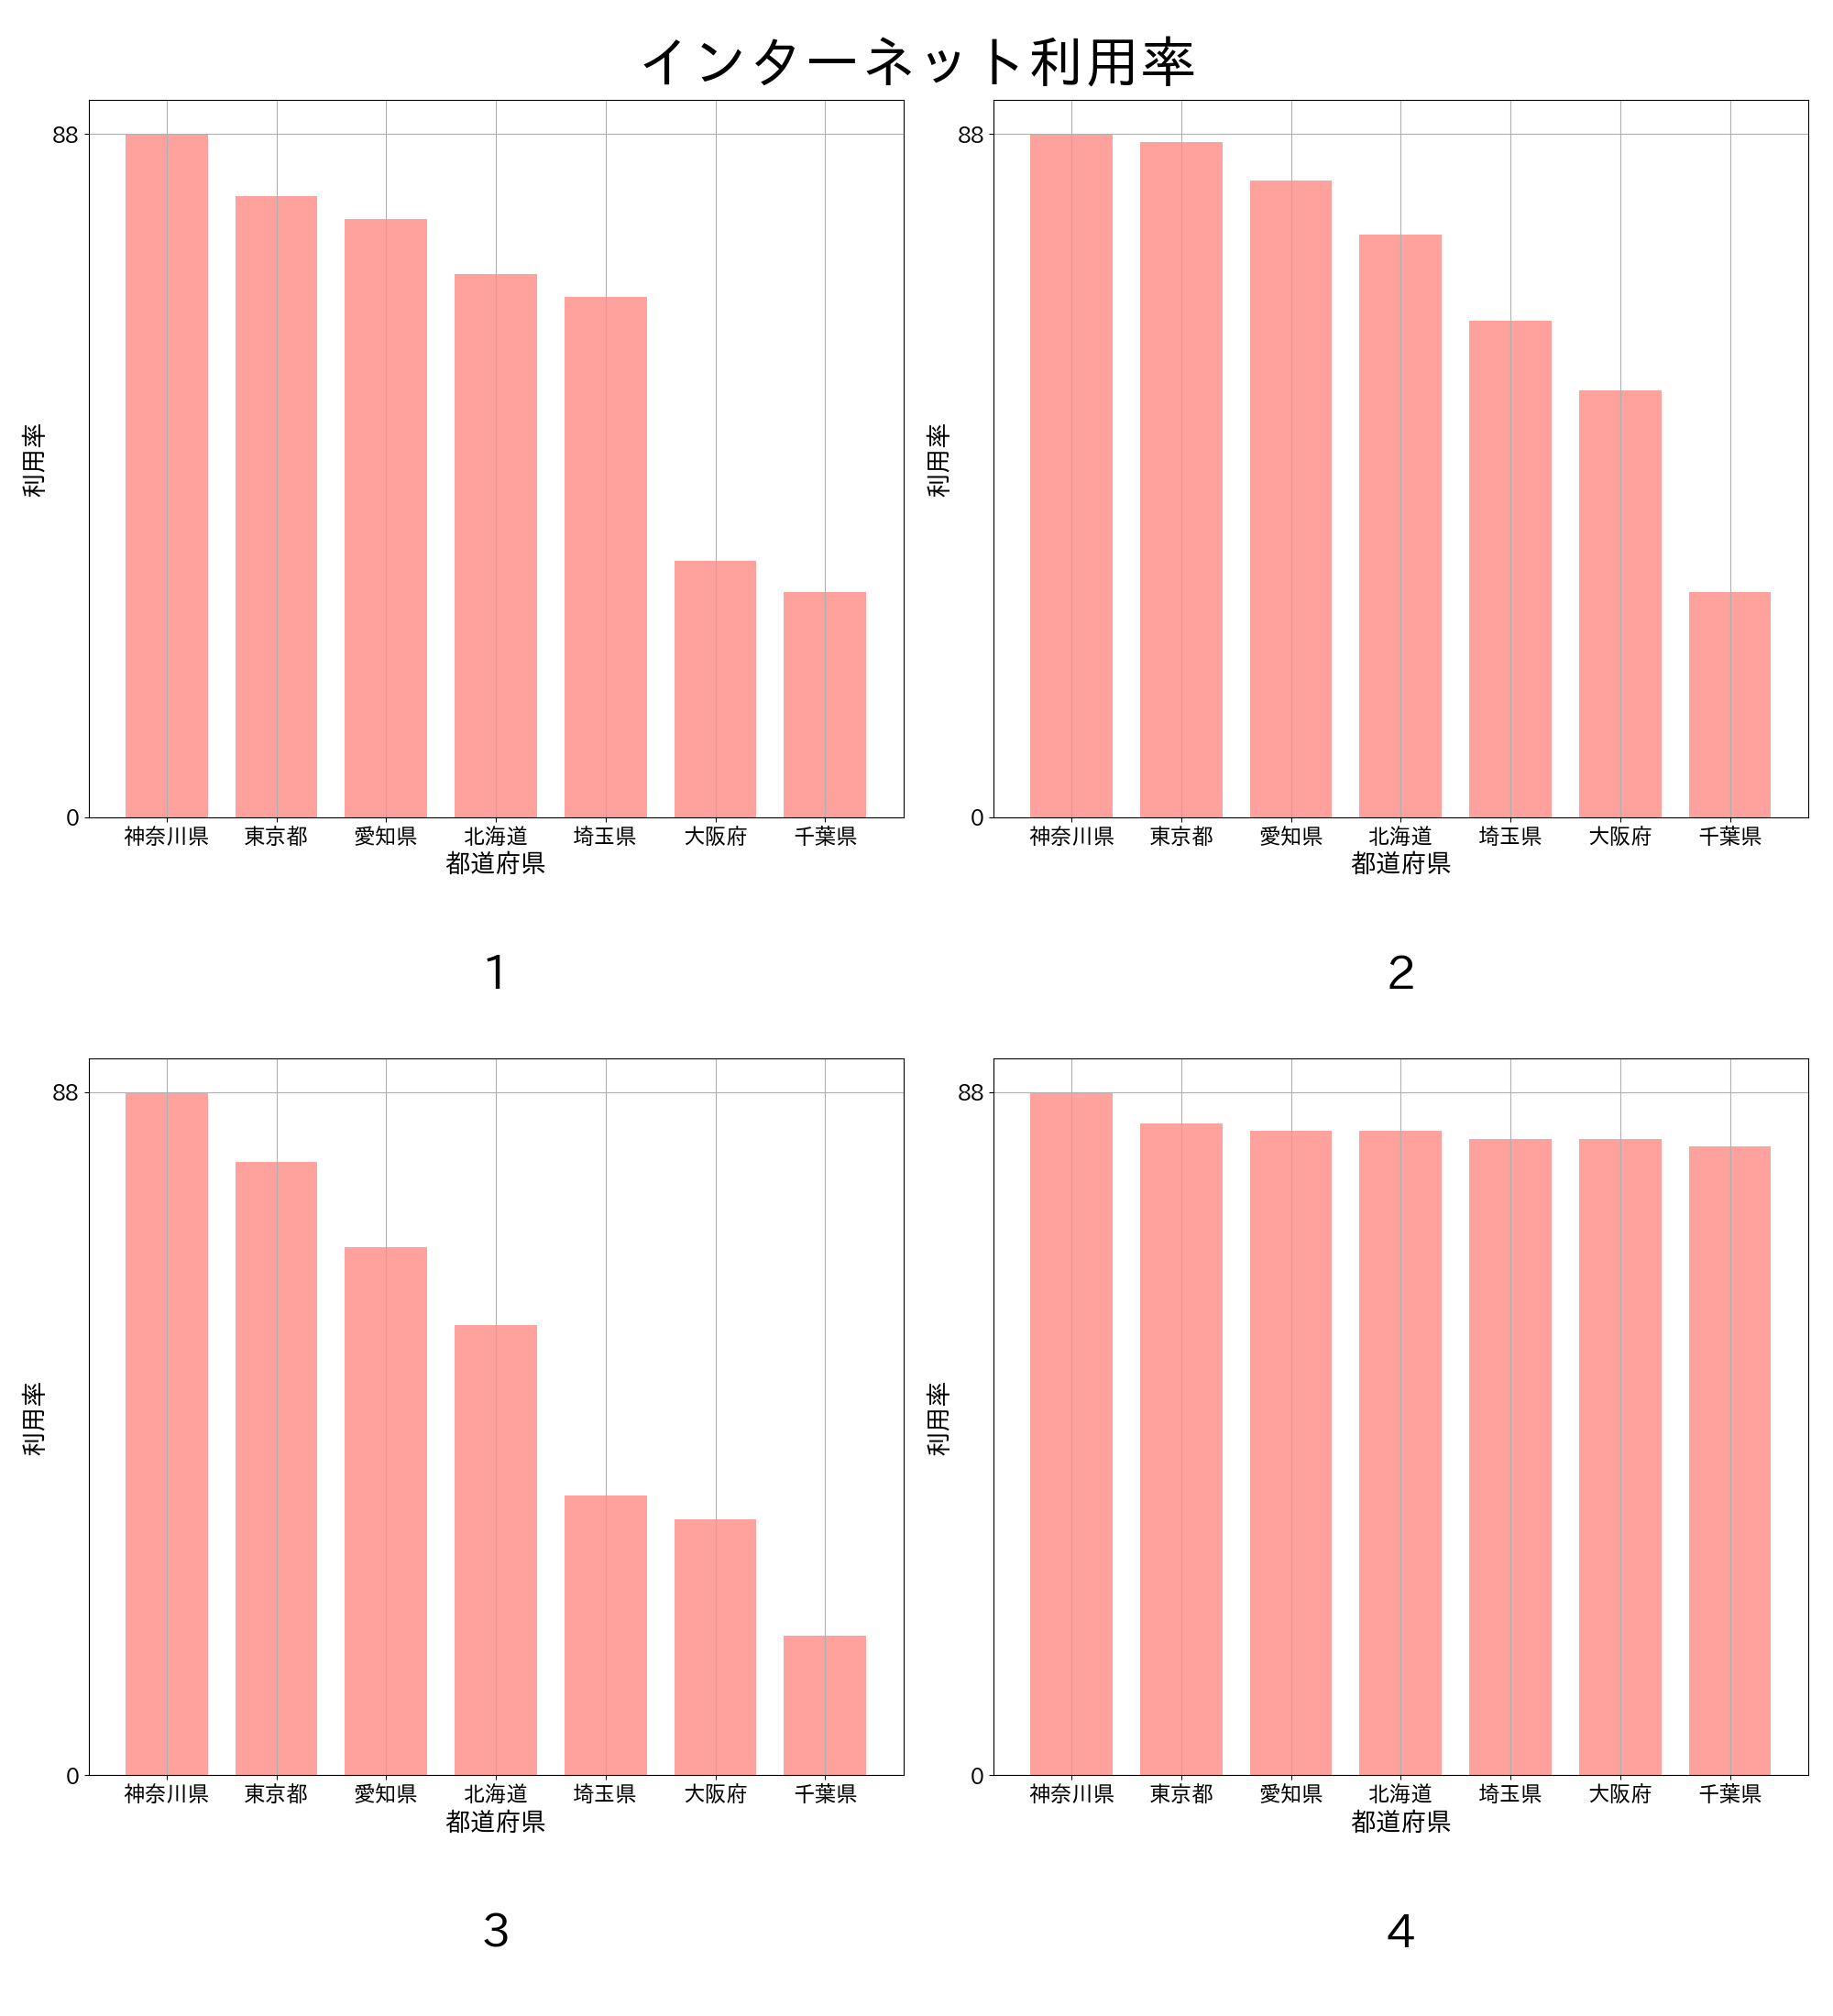 インターネット利用率
88
0
利用率
神奈川県 東京都 愛知県 北海道 埼玉県 大阪府 千葉県
都道府県
1
88
0
利用率
神奈川県 東京都 愛知県 北海道 埼玉県 大阪府 千葉県
都道府県
2
88
0
利用率
神奈川県 東京都 愛知県 北海道 埼玉県 大阪府 千葉県
都道府県
3
88
0
利用率
神奈川県 東京都 愛知県 北海道 埼玉県 大阪府 千葉県
都道府県
4